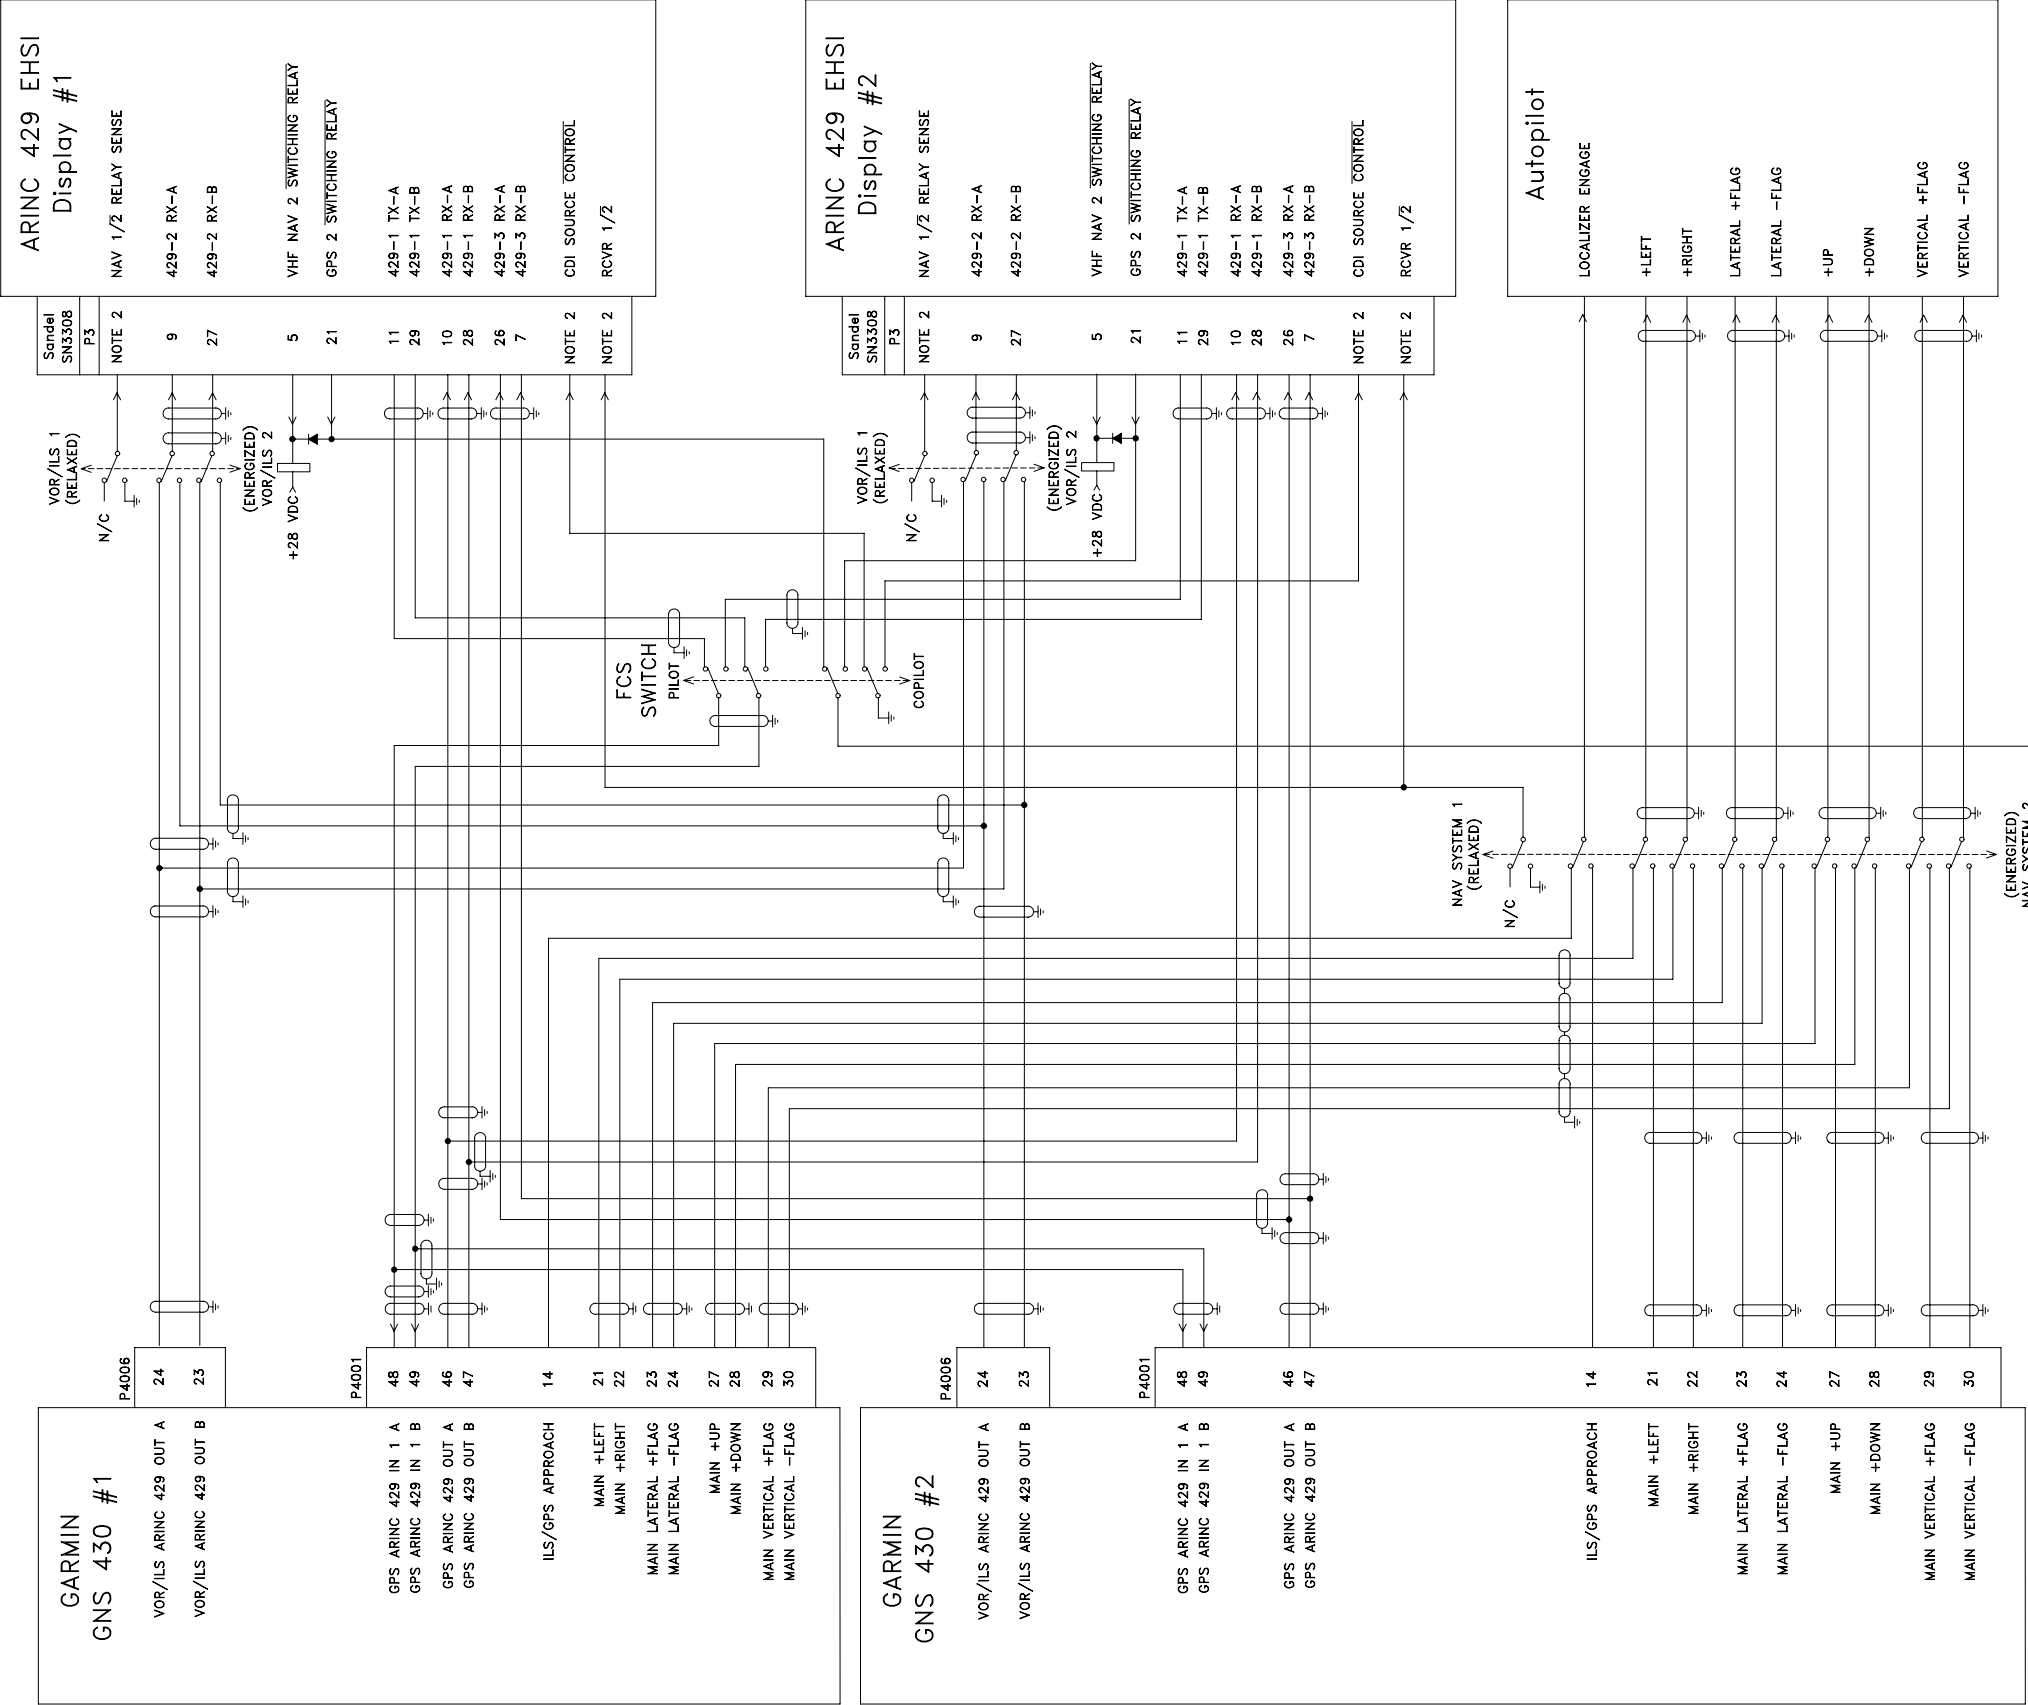 ARINC 429 EHSI
Display #1
NAV 1/2 RELAY SENSE
429-2 RX-A
429-2 RX-B
VHF NAV 2 SWITCHING RELAY
GPS 2 SWITCHING RELAY
429-1 TX-A
429-1 TX-B
429-1 RX-A
429-1 RX-B
429-3 RX-A
429-3 RX-B
CDI SOURCE CONTROL
RCVR 1/2
Sandel
SN3308
P3
NOTE 2
9
27
5
21
11
29
10
28
26
7
NOTE 2
NOTE 2
VOR/ILS 1
(RELAXED)
N/C
(ENERGIZED)
VOR/ILS 2
+28 VDC
ARINC 429 EHSI
Display #2
NAV 1/2 RELAY SENSE
429-2 RX-A
429-2 RX-B
VHF NAV 2 SWITCHING RELAY
GPS 2 SWITCHING RELAY
429-1 TX-A
429-1 TX-B
429-1 RX-A
429-1 RX-B
429-3 RX-A
429-3 RX-B
CDI SOURCE CONTROL
RCVR 1/2
Sandel
SN3308
P3
NOTE 2
9
27
5
21
11
29
10
28
26
7
NOTE 2
NOTE 2
VOR/ILS 1
(RELAXED)
N/C
(ENERGIZED)
VOR/ILS 2
+28 VDC
Autopilot
LOCALIZER ENGAGE
+LEFT
+RIGHT
LATERAL +FLAG
LATERAL -FLAG
+UP
+DOWN
VERTICAL +FLAG
VERTICAL -FLAG
FCS
SWITCH
PILOT
COPILOT
NAV SYSTEM 1
(RELAXED)
N/C
(ENERGIZED)
NAV SYSTEM 2
P4006
24
23
P4001
48
49
46
47
14
21
22
23
24
27
28
29
30
GARMIN
GNS 430 #1
VOR/ILS ARINC 429 OUT A
VOR/ILS ARINC 429 OUT B
GPS ARINC 429 IN 1 A
GPS ARINC 429 IN 1 B
GPS ARINC 429 OUT A
GPS ARINC 429 OUT B
ILS/GPS APPROACH
MAIN +LEFT
MAIN +RIGHT
MAIN LATERAL +FLAG
MAIN LATERAL -FLAG
MAIN +UP
MAIN +DOWN
MAIN VERTICAL +FLAG
MAIN VERTICAL -FLAG
P4006
24
23
P4001
48
49
46
47
14
21
22
23
24
27
28
29
30
GARMIN
GNS 430 #2
VOR/ILS ARINC 429 OUT A
VOR/ILS ARINC 429 OUT B
GPS ARINC 429 IN 1 A
GPS ARINC 429 IN 1 B
GPS ARINC 429 OUT A
GPS ARINC 429 OUT B
ILS/GPS APPROACH
MAIN +LEFT
MAIN +RIGHT
MAIN LATERAL +FLAG
MAIN LATERAL -FLAG
MAIN +UP
MAIN +DOWN
MAIN VERTICAL +FLAG
MAIN VERTICAL -FLAG